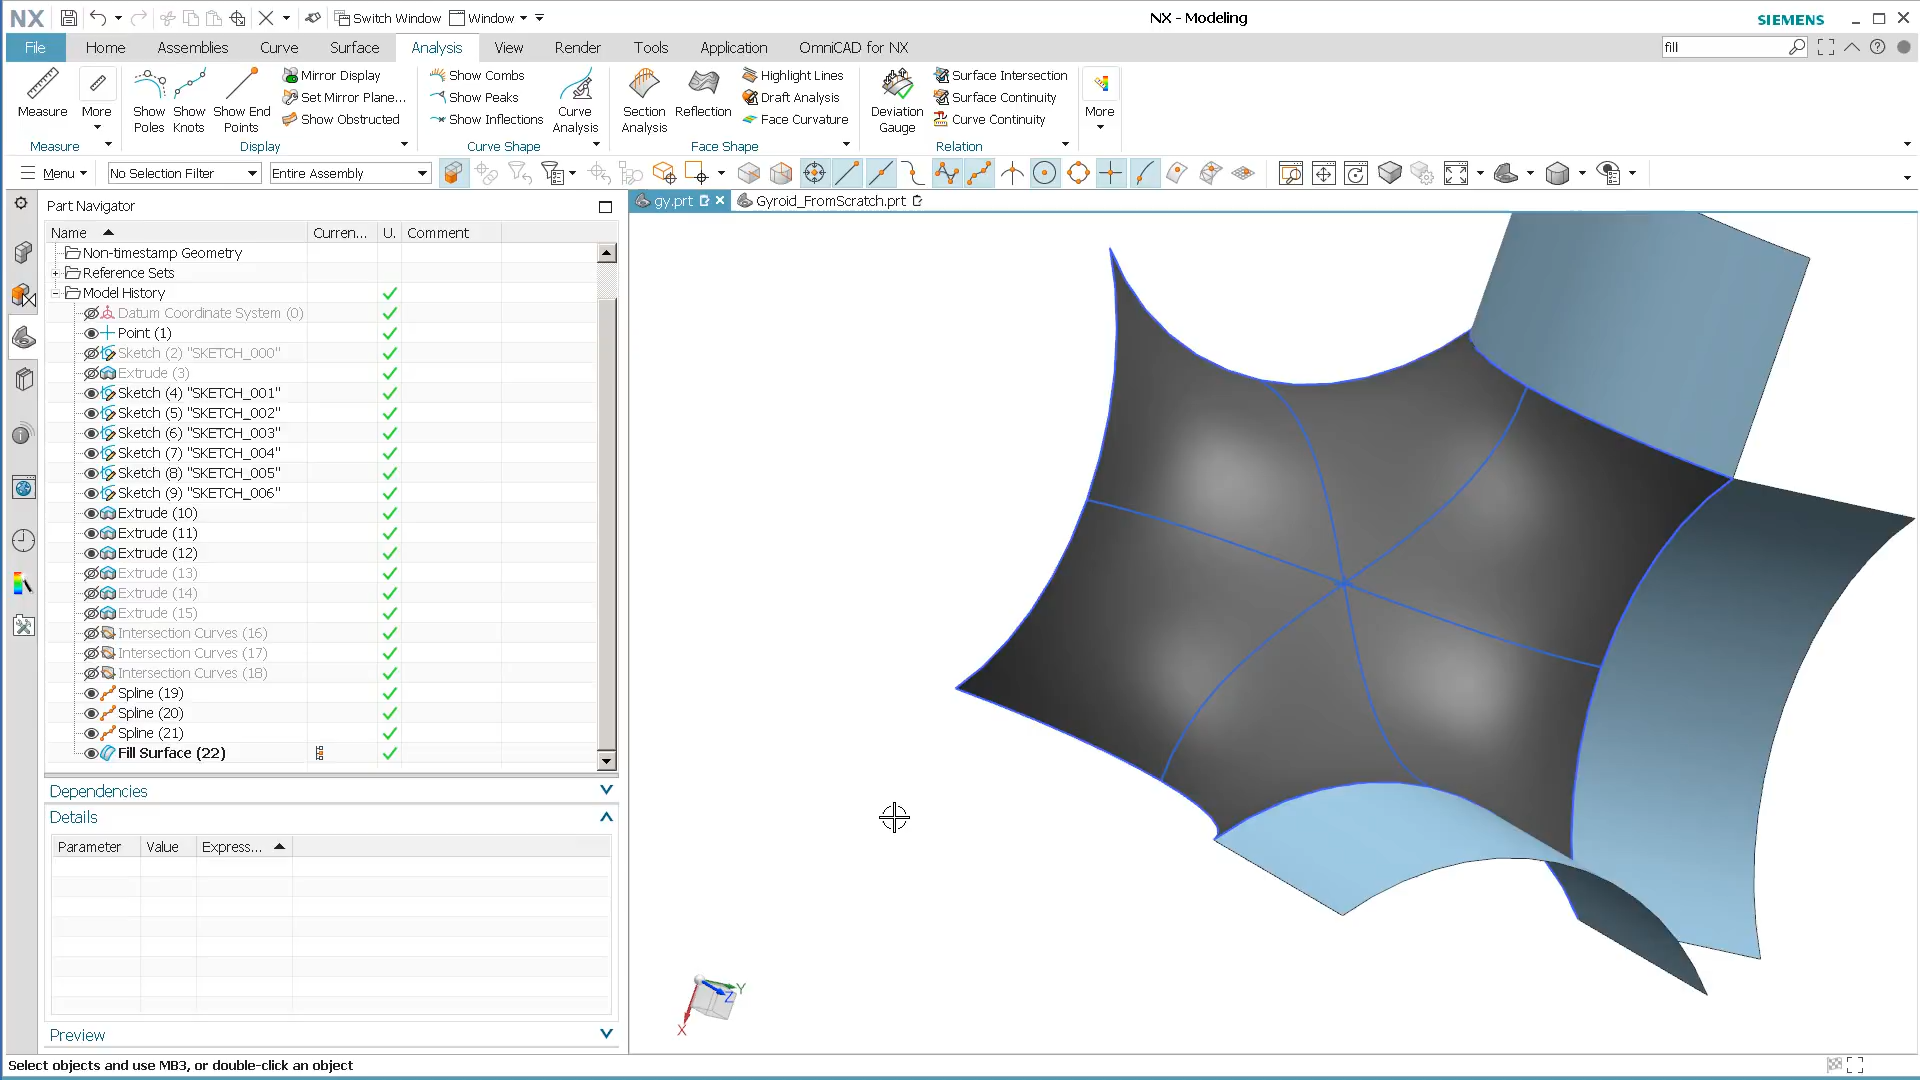 NX
Switch Window
Window
NX - Modeling
SIEMENS
File
Home
Assemblies
Curve
Surface
Analysis
View
Render
Tools
Application
OmniCAD for NX
fill
Measure
More
Show Poles
Show Knots
Show End Points
Mirror Display
Set Mirror Plane...
Show Obstructed
Show Combs
Show Peaks
Show Inflections
Curve Analysis
Section Analysis
Reflection
Highlight Lines
Draft Analysis
Face Curvature
Deviation Gauge
Surface Intersection
Surface Continuity
Curve Continuity
More
Measure
Display
Curve Shape
Face Shape
Relation
Menu
No Selection Filter
Entire Assembly
Part Navigator
gy.prt
Gyroid_FromScratch.prt
Name
Curren...
U.
Comment
Non-timestamp Geometry
Reference Sets
Model History
Datum Coordinate System (0)
Point (1)
Sketch (2) "SKETCH_000"
Extrude (3)
Sketch (4) "SKETCH_001"
Sketch (5) "SKETCH_002"
Sketch (6) "SKETCH_003"
Sketch (7) "SKETCH_004"
Sketch (8) "SKETCH_005"
Sketch (9) "SKETCH_006"
Extrude (10)
Extrude (11)
Extrude (12)
Extrude (13)
Extrude (14)
Extrude (15)
Intersection Curves (16)
Intersection Curves (17)
Intersection Curves (18)
Spline (19)
Spline (20)
Spline (21)
Fill Surface (22)
Dependencies
Details
Parameter
Value
Express...
Preview
X
Y
Z
Select objects and use MB3, or double-click an object